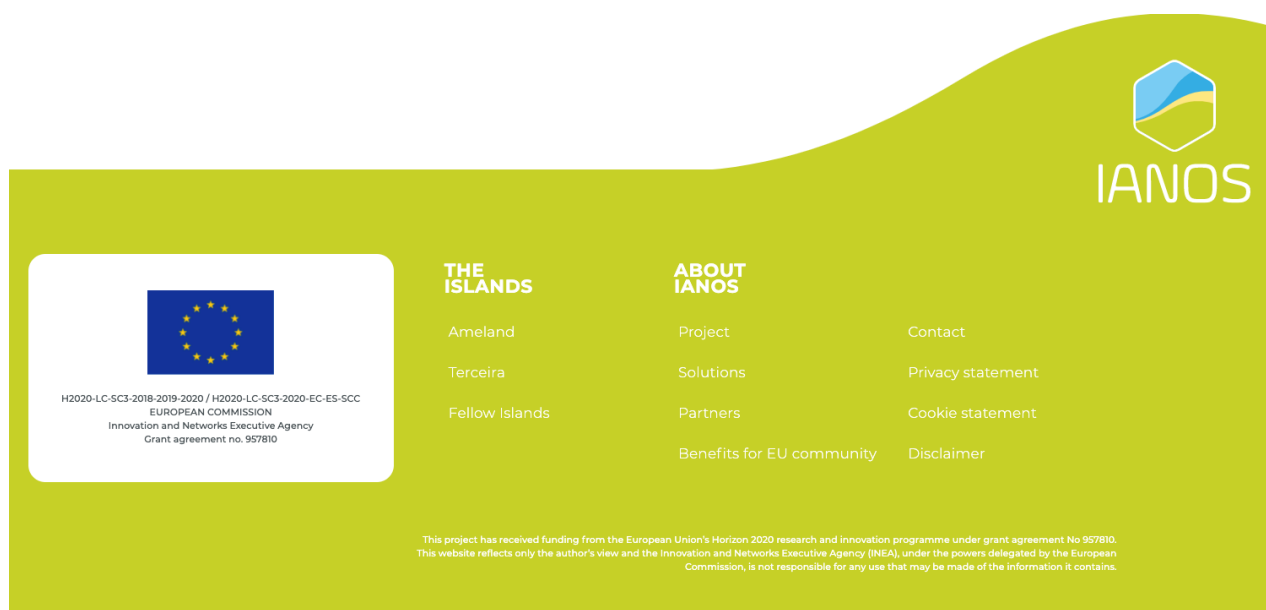 IANOS
H2020-LC-SC3-2018-2019-2020 / H2020-LC-SC3-2020-EC-ES-SCC
EUROPEAN COMMISSION
Innovation and Networks Executive Agency
Grant agreement no. 957810
THE
ISLANDS
Ameland
Terceira
Fellow Islands
ABOUT
IANOS
Project
Solutions
Partners
Benefits for EU community
Contact
Privacy statement
Cookie statement
Disclaimer
This project has received funding from the European Union's Horizon 2020 research and innovation programme under grant agreement No 957810.
This website reflects only the author's view and the Innovation and Networks Executive Agency (INEA), under the powers delegated by the European
Commission, is not responsible for any use that may be made of the information it contains.